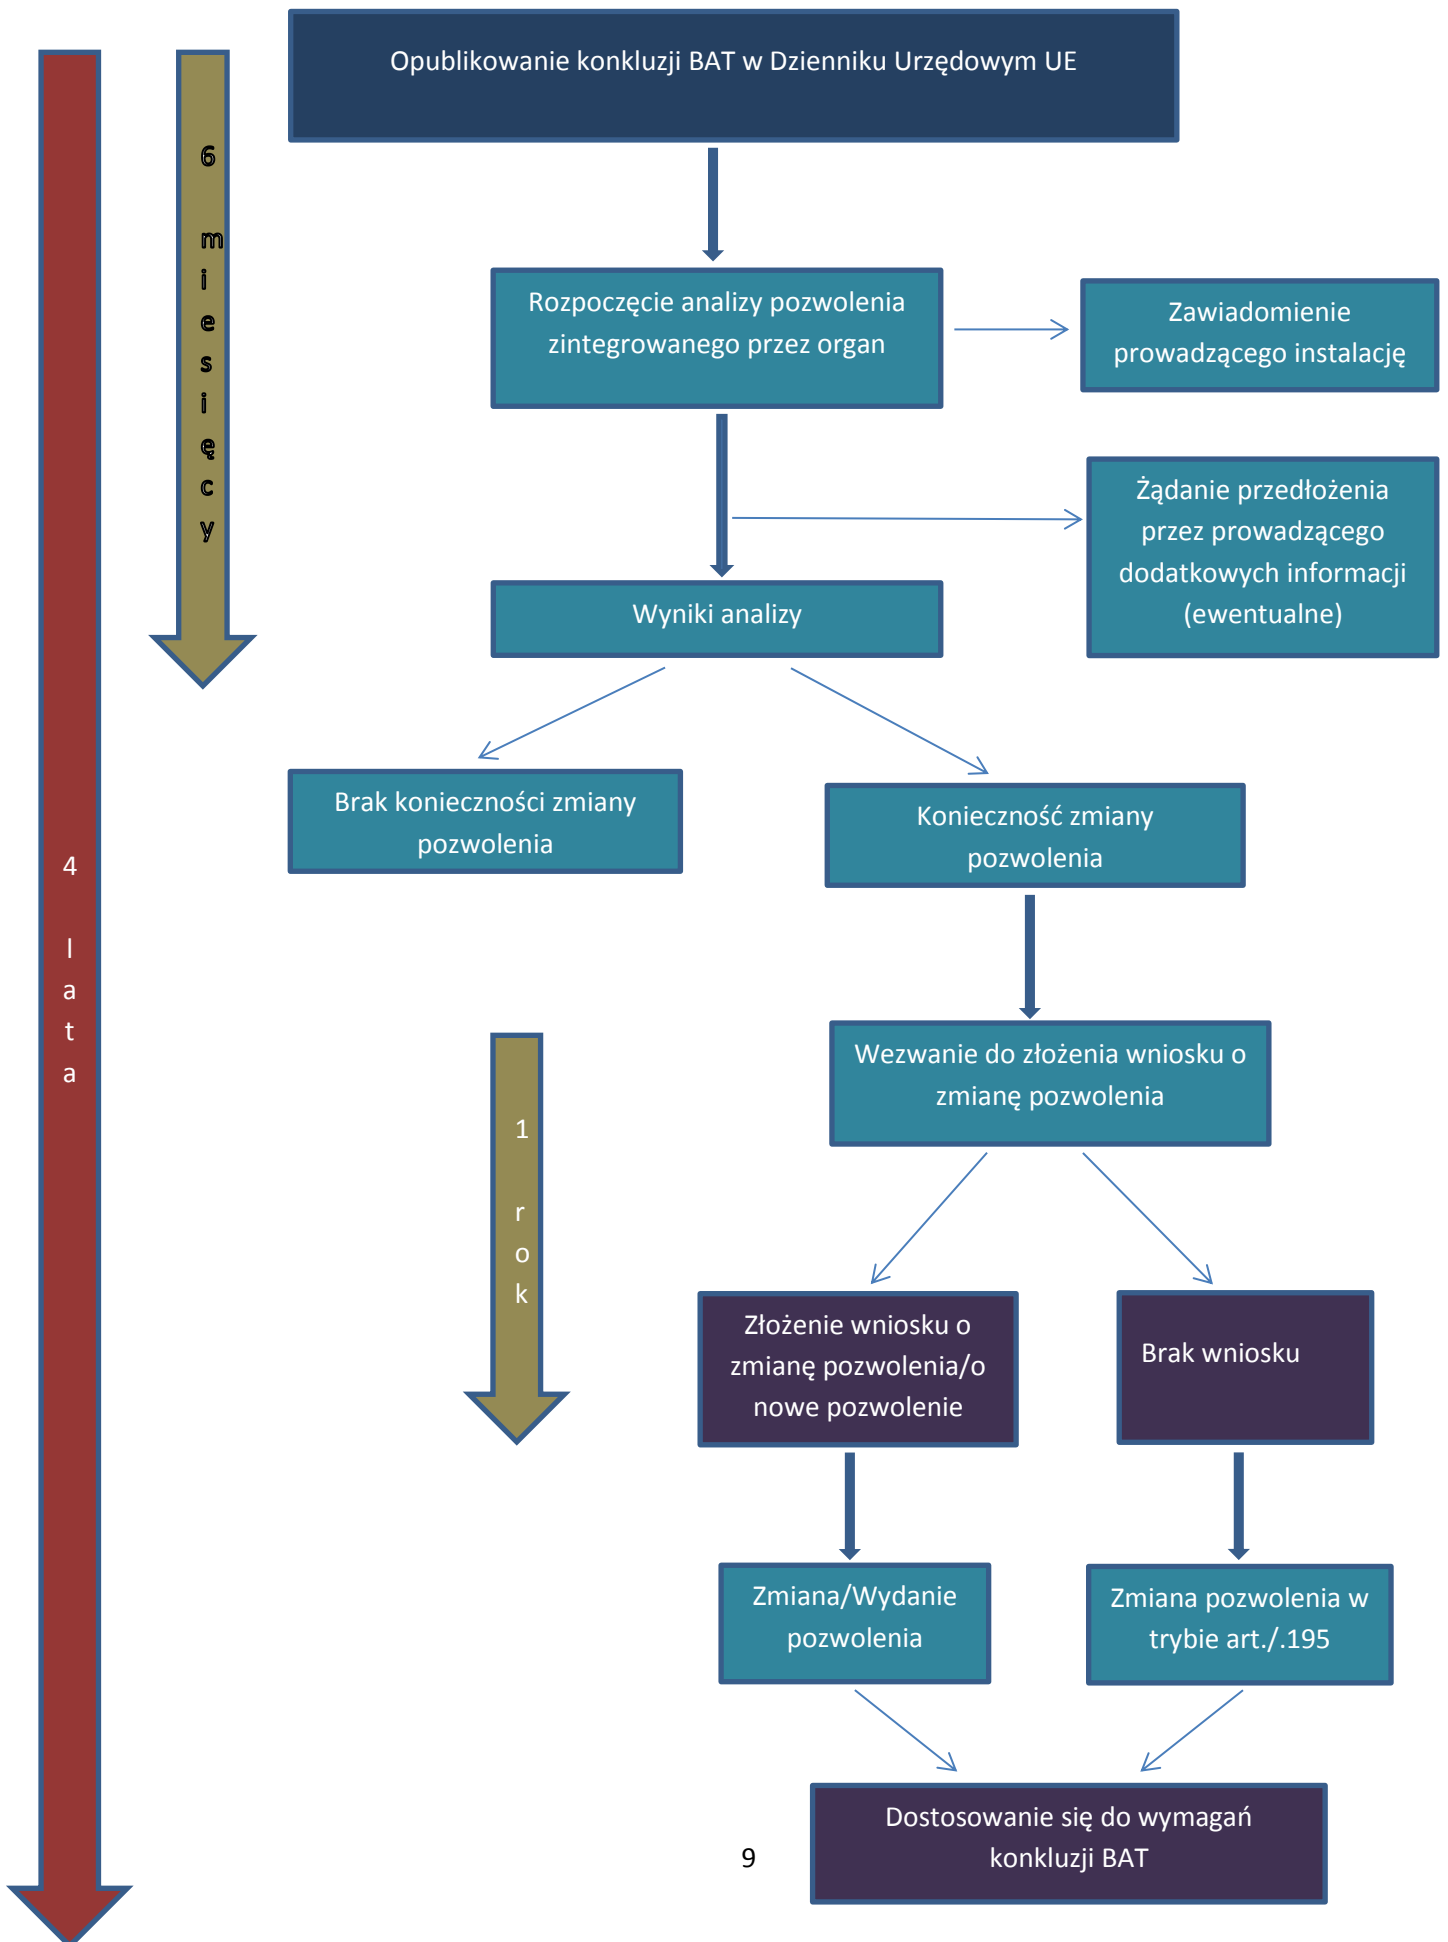 Opublikowanie konkluzji BAT w Dzienniku Urzędowym UE
6 miesięcy
Rozpoczęcie analizy pozwolenia
zintegrowanego przez organ
Zawiadomienie
prowadzącego instalację
Żądanie przedłożenia
przez prowadzącego
dodatkowych informacji
(ewentualne)
Wyniki analizy
Brak konieczności zmiany
pozwolenia
Konieczność zmiany
pozwolenia
4 lata
Wezwanie do złożenia wniosku o
zmianę pozwolenia
1 rok
Złożenie wniosku o
zmianę pozwolenia/o
nowe pozwolenie
Brak wniosku
Zmiana/Wydanie
pozwolenia
Zmiana pozwolenia w
trybie art./.195
Dostosowanie się do wymagań
konkluzji BAT
9